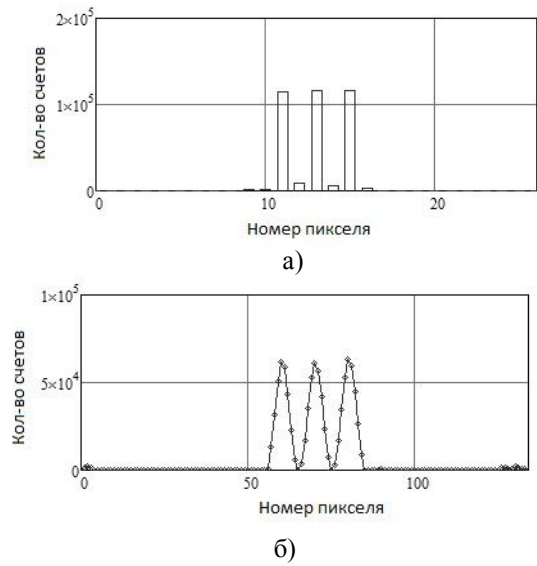 2×10⁵
Кол-во счетов
1×10⁵
0
0 10 20
Номер пикселя
а)
1×10⁵
Кол-во счетов
5×10⁴
0
0 50 100
Номер пикселя
б)